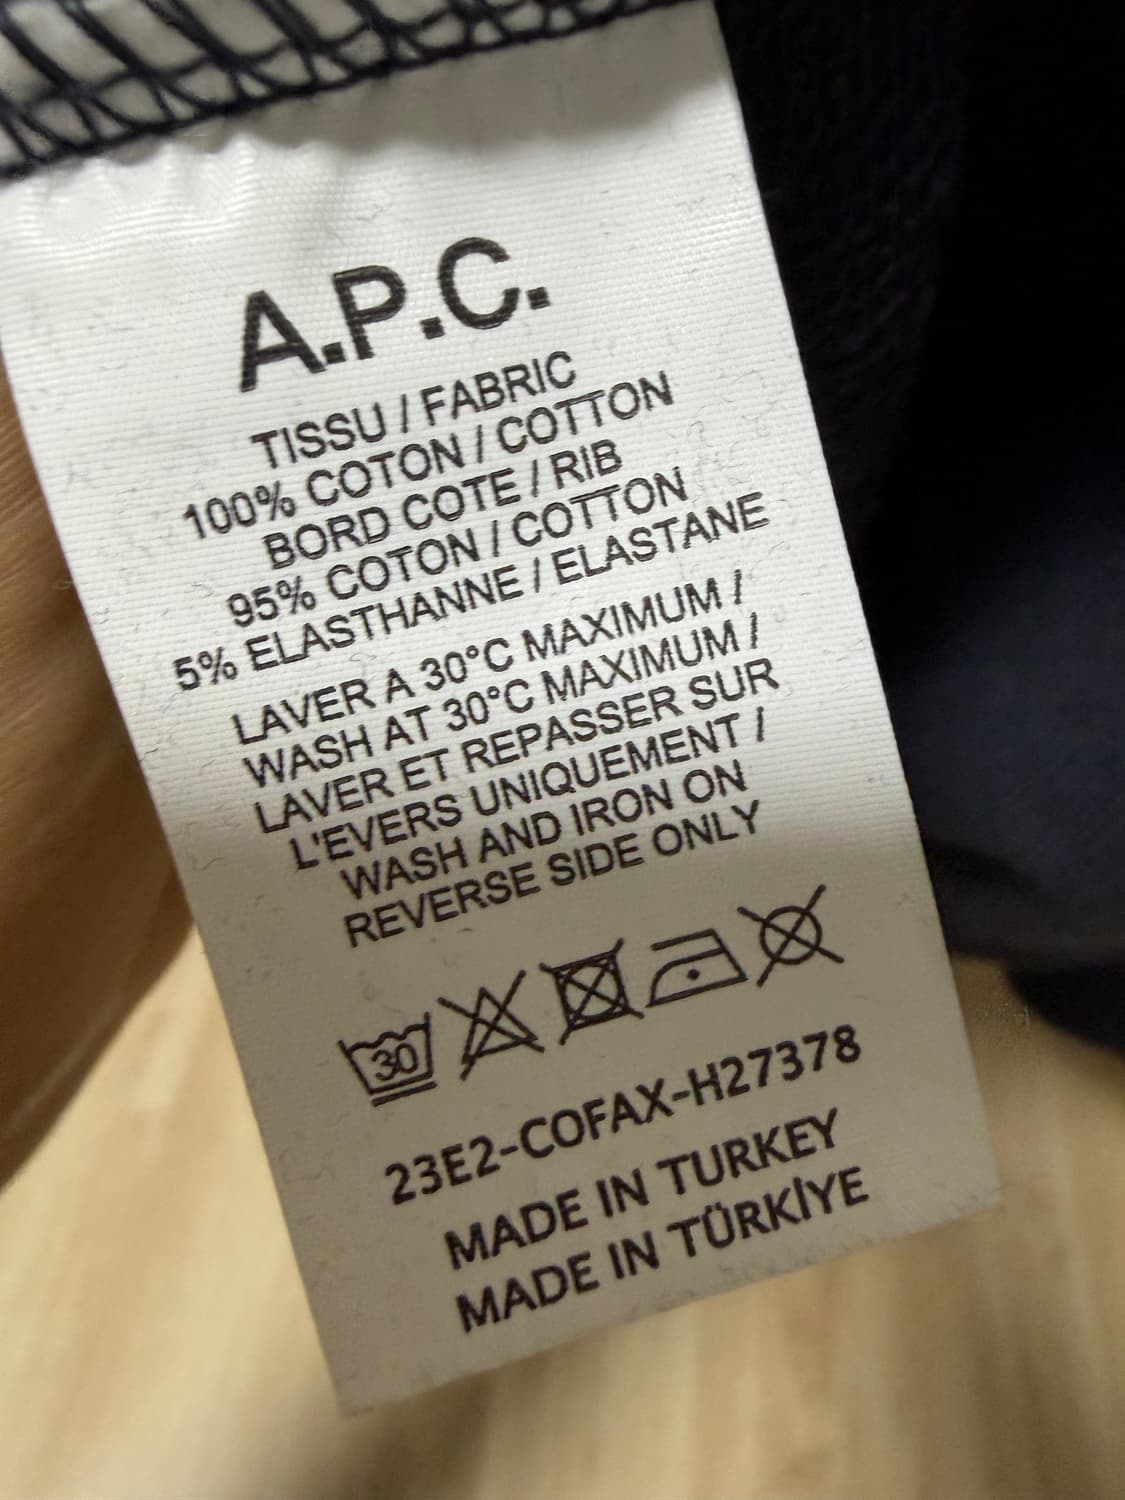 A.P.C.
TISSU / FABRIC
100% COTON / COTTON
BORD COTE / RIB
95% COTON / COTTON
5% ELASTHANNE / ELASTANE
LAVER A 30°C MAXIMUM /
WASH AT 30°C MAXIMUM /
LAVER ET REPASSER SUR
L'EVERS UNIQUEMENT /
WASH AND IRON ON
REVERSE SIDE ONLY
30
23E2-COFAX-H27378
MADE IN TURKEY
MADE IN TÜRKİYE